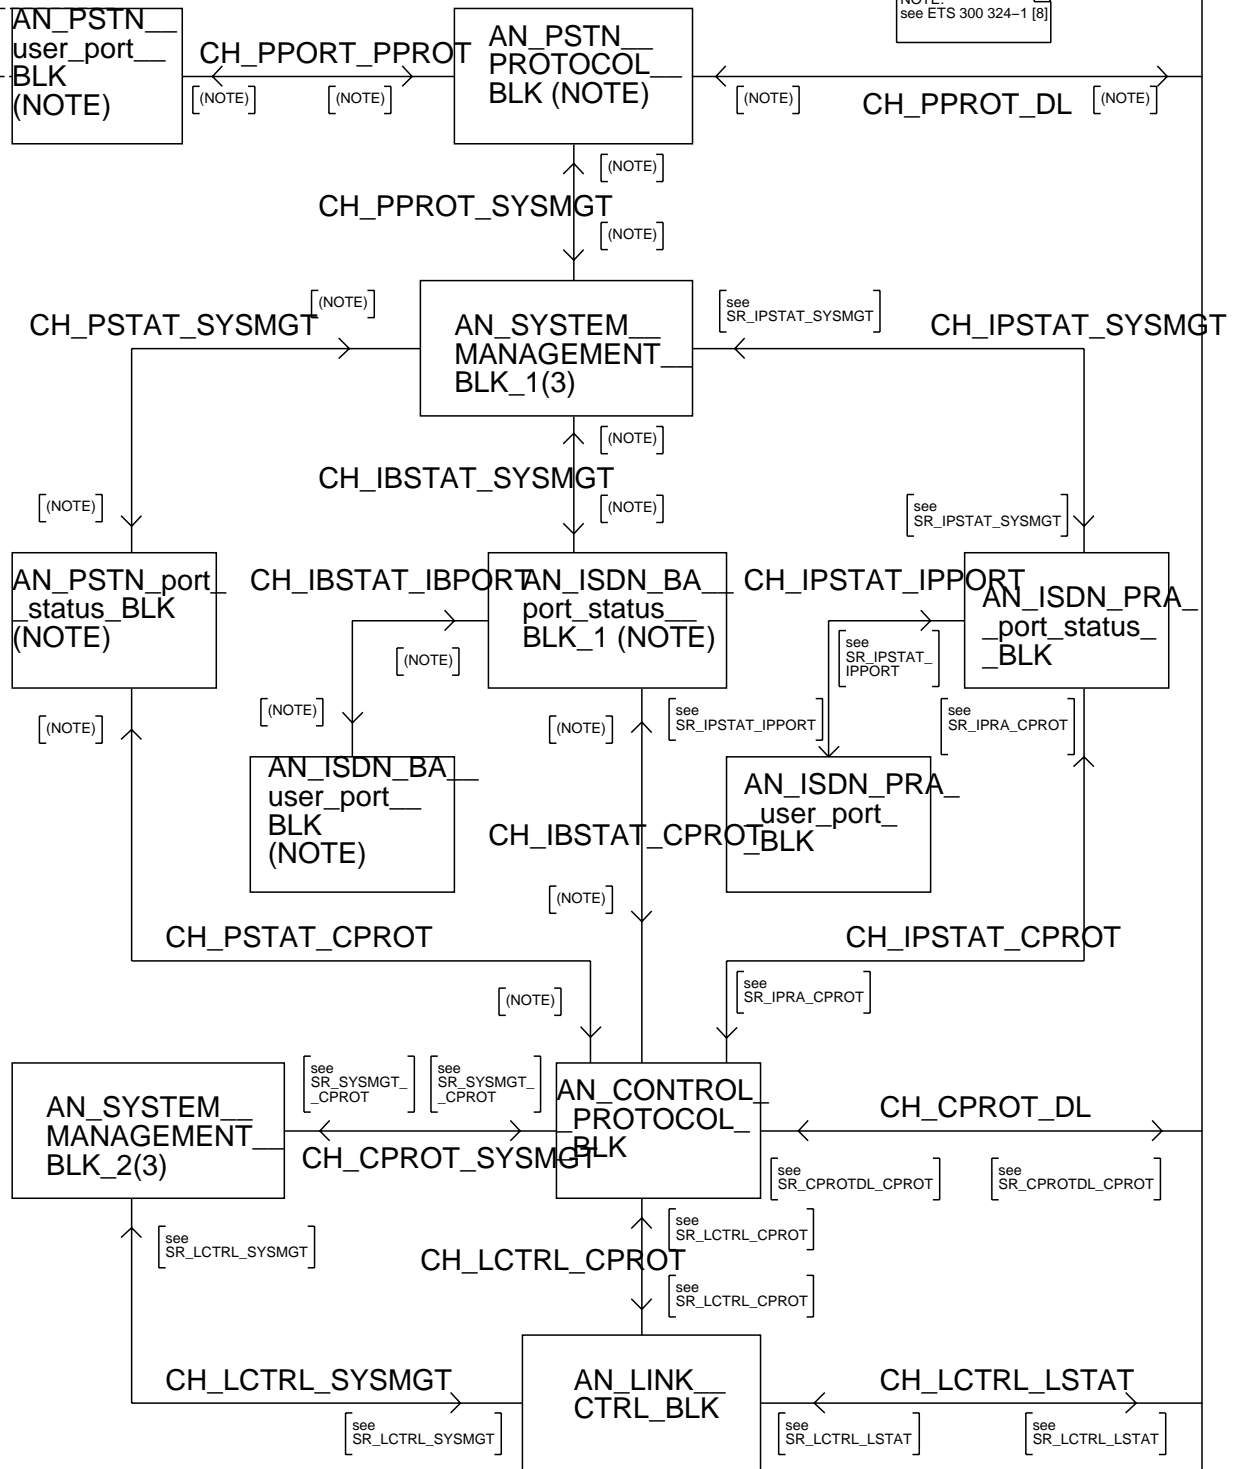 NOTE:
see ETS 300 324–1 [8]
AN_PSTN__
user_port__
BLK
(NOTE)
CH_PPORT_PPROT
(NOTE)
(NOTE)
AN_PSTN__
PROTOCOL__
BLK (NOTE)
(NOTE)
CH_PPROT_DL
(NOTE)
(NOTE)
CH_PPROT_SYSMGT
(NOTE)
CH_PSTAT_SYSMGT
(NOTE)
AN_SYSTEM__
MANAGEMENT__
BLK_1(3)
see
SR_IPSTAT_SYSMGT
CH_IPSTAT_SYSMGT
(NOTE)
CH_IBSTAT_SYSMGT
(NOTE)
(NOTE)
see
SR_IPSTAT_SYSMGT
AN_PSTN_port_
_status_BLK
(NOTE)
CH_IBSTAT_IBPORT
(NOTE)
AN_ISDN_BA__
port_status__
BLK_1 (NOTE)
CH_IPSTAT_IPPORT
see
SR_IPSTAT_
IPPORT
AN_ISDN_PRA_
_port_status_
_BLK
(NOTE)
(NOTE)
(NOTE)
see
SR_IPSTAT_IPPORT
see
SR_IPRA_CPROT
AN_ISDN_BA__
user_port__
BLK
(NOTE)
CH_IBSTAT_CPROT
AN_ISDN_PRA_
_user_port_
_BLK
(NOTE)
CH_PSTAT_CPROT
CH_IPSTAT_CPROT
(NOTE)
see
SR_IPRA_CPROT
AN_SYSTEM__
MANAGEMENT__
BLK_2(3)
see
SR_SYSMGT_
_CPROT
see
SR_SYSMGT_
_CPROT
CH_CPROT_SYSMGT
AN_CONTROL_
_PROTOCOL_
_BLK
CH_CPROT_DL
see
SR_CPROTDL_CPROT
see
SR_CPROTDL_CPROT
see
SR_LCTRL_SYSMGT
see
SR_LCTRL_CPROT
CH_LCTRL_CPROT
see
SR_LCTRL_CPROT
CH_LCTRL_SYSMGT
see
SR_LCTRL_SYSMGT
AN_LINK__
CTRL_BLK
CH_LCTRL_LSTAT
see
SR_LCTRL_LSTAT
see
SR_LCTRL_LSTAT